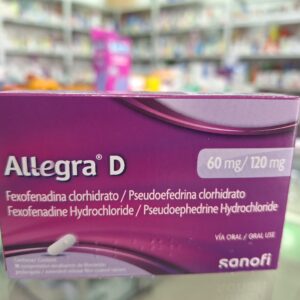 Allegra® D
60 mg/120 mg
Fexofenadina clorhidrato / Pseudoefedrina clorhidrato
Fexofenadine Hydrochloride / Pseudoephedrine Hydrochloride
VÍA ORAL / ORAL USE
sanofi